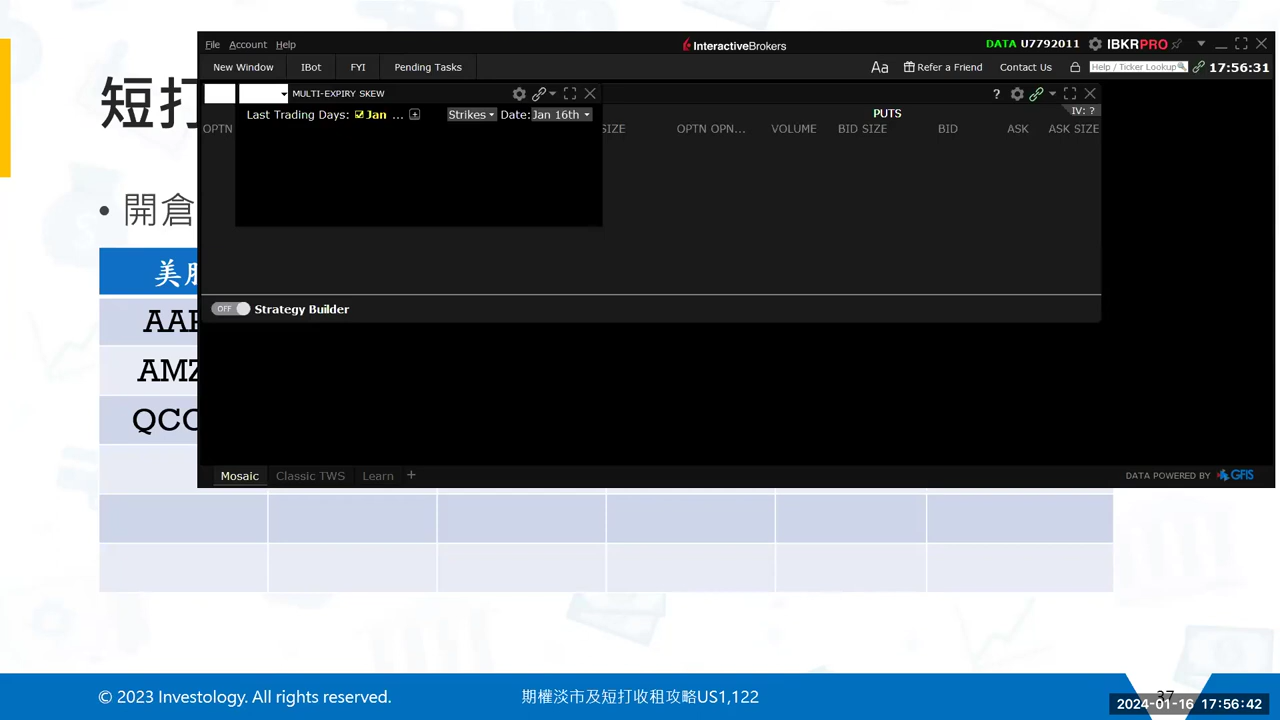 File Account Help
InteractiveBrokers
DATA U7792011 IBKRPRO
New Window IBot FYI Pending Tasks
Aa Refer a Friend Contact Us Help / Ticker Lookup 17:56:31
MULTI-EXPIRY SKEW
?
Last Trading Days: Jan ... + Strikes Date: Jan 16th
PUTS
IV: ?
OPTN SIZE OPTN OPN... VOLUME BID SIZE BID ASK ASK SIZE
短打
• 開倉
美股
AAP
AMZ
QCO
OFF Strategy Builder
Mosaic Classic TWS Learn +
DATA POWERED BY GFIS
© 2023 Investology. All rights reserved.
期權淡市及短打收租攻略US1,122
37
2024-01-16 17:56:42